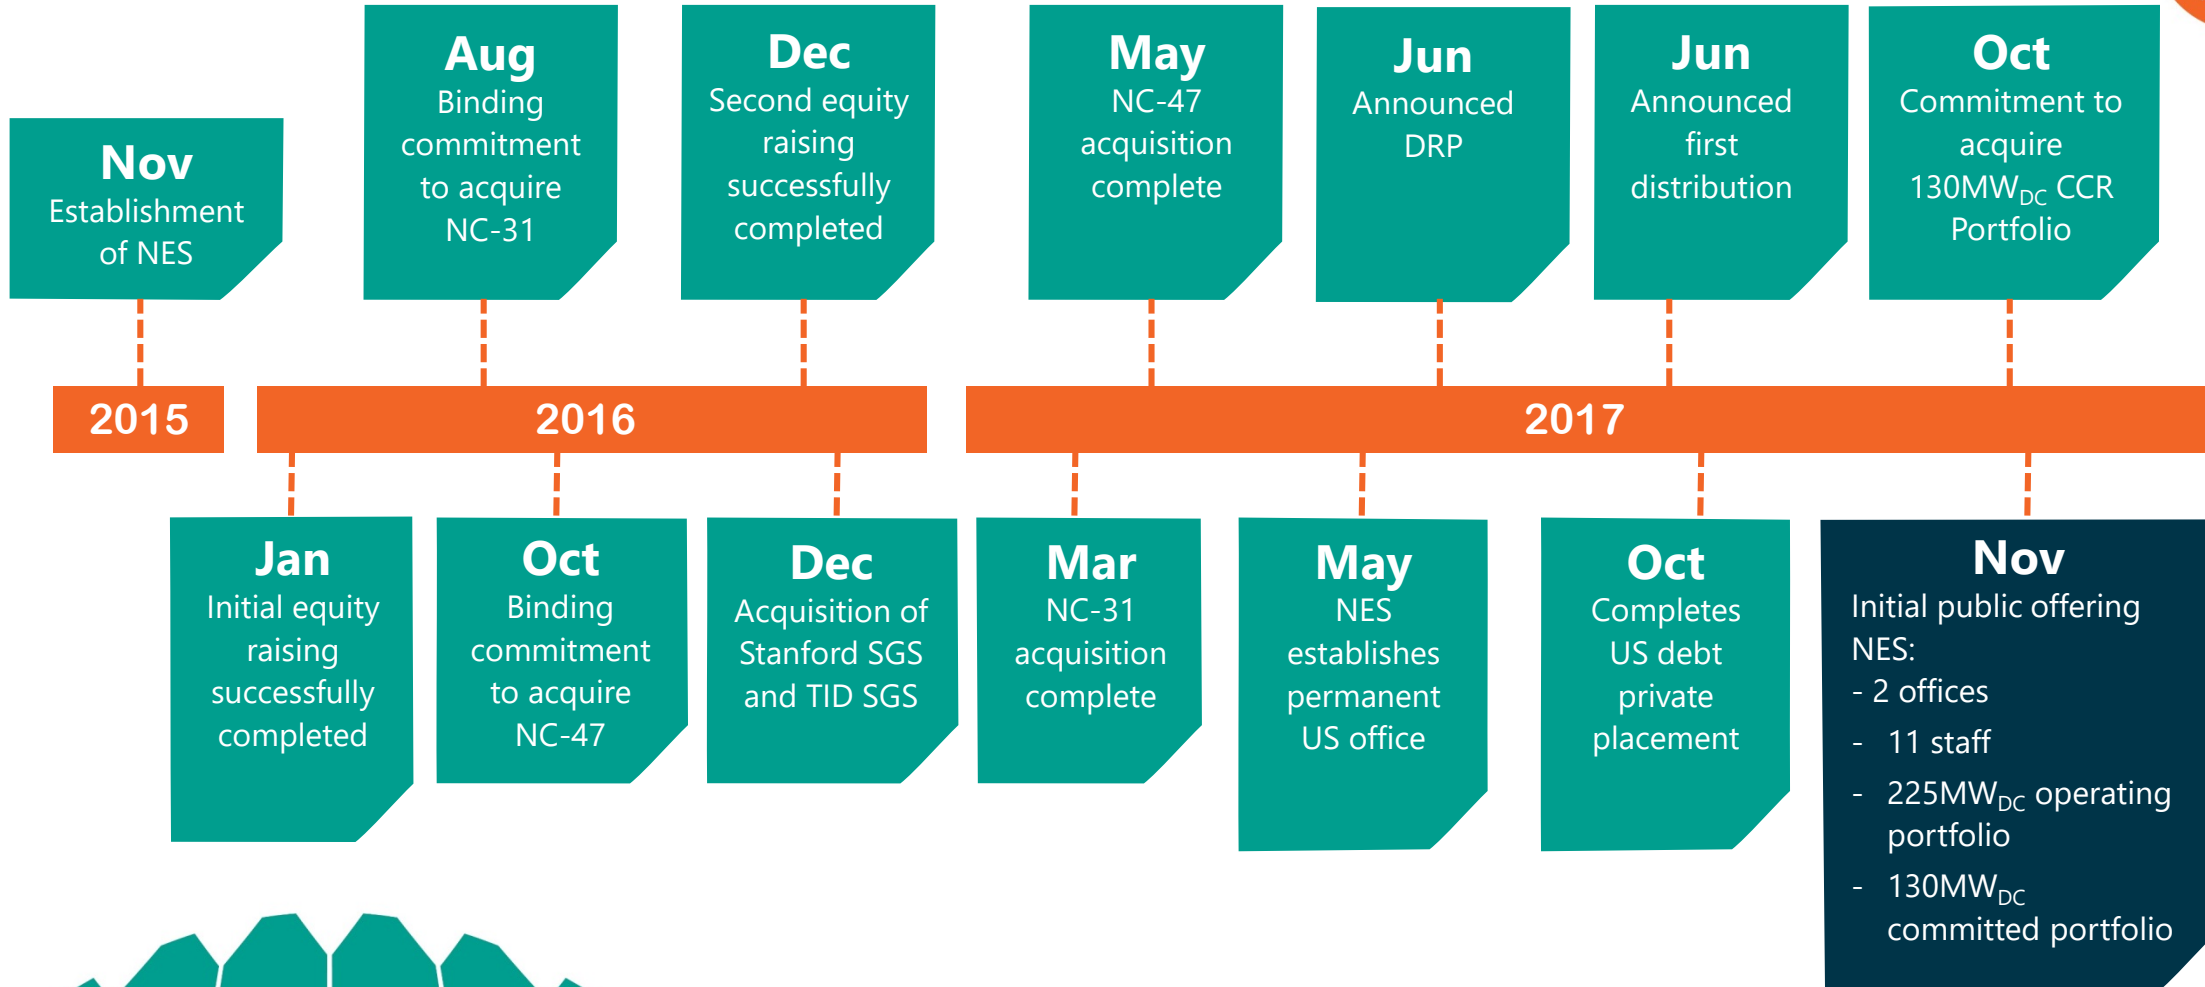 Nov
Establishment
of NES
Aug
Binding
commitment
to acquire
NC-31
Dec
Second equity
raising
successfully
completed
May
NC-47
acquisition
complete
Jun
Announced
DRP
Jun
Announced
first
distribution
Oct
Commitment to
acquire
130MWDC CCR
Portfolio
2015
2016
2017
Jan
Initial equity
raising
successfully
completed
Oct
Binding
commitment
to acquire
NC-47
Dec
Acquisition of
Stanford SGS
and TID SGS
Mar
NC-31
acquisition
complete
May
NES
establishes
permanent
US office
Oct
Completes
US debt
private
placement
Nov
Initial public offering
NES:
- 2 offices
- 11 staff
- 225MWDC operating
portfolio
- 130MWDC
committed portfolio